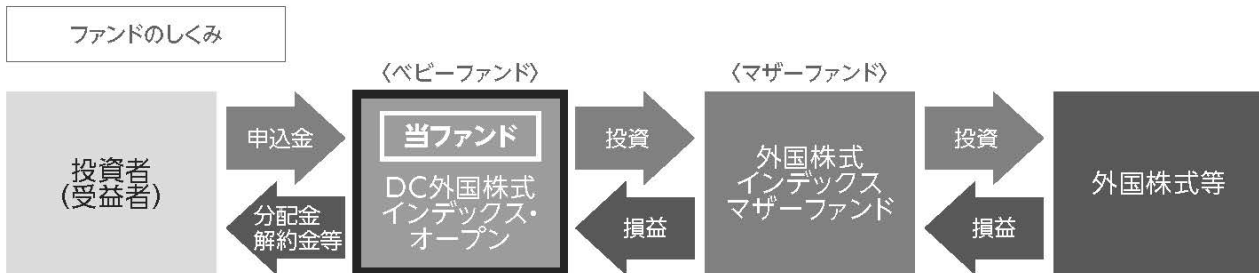 ファンドのしくみ
〈ベビーファンド〉
〈マザーファンド〉
投資者
(受益者)
申込金
分配金
解約金等
当ファンド
DC外国株式
インデックス・
オープン
投資
損益
外国株式
インデックス
マザーファンド
投資
損益
外国株式等